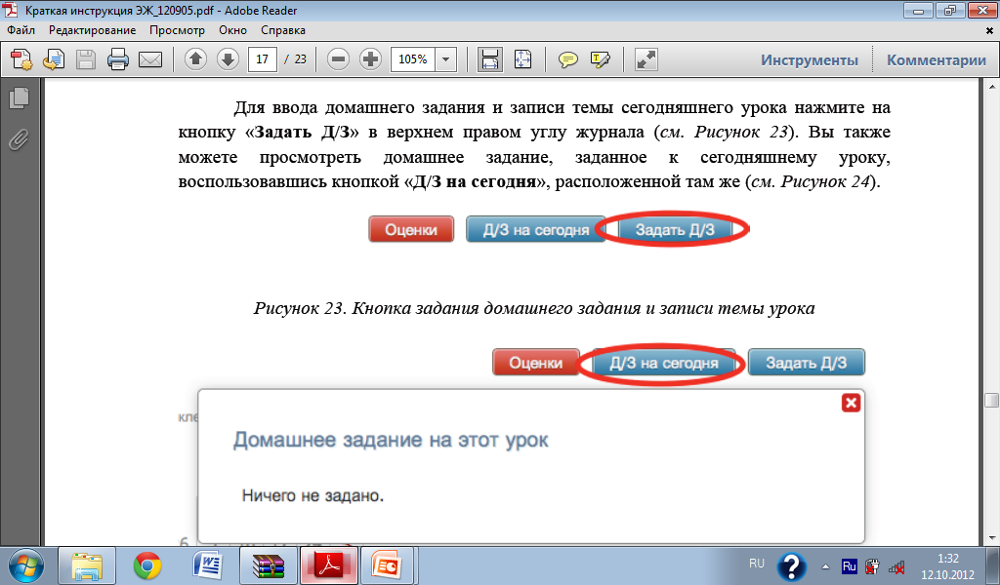 Краткая инструкция ЭЖ_120905.pdf - Adobe Reader
Файл Редактирование Просмотр Окно Справка
17 / 23 105% Инструменты Комментарии
Для ввода домашнего задания и записи темы сегодняшнего урока нажмите на
кнопку «Задать Д/З» в верхнем правом углу журнала (см. Рисунок 23). Вы также
можете просмотреть домашнее задание, заданное к сегодняшнему уроку,
воспользовавшись кнопкой «Д/З на сегодня», расположенной там же (см. Рисунок 24).
Оценки Д/З на сегодня Задать Д/З
Рисунок 23. Кнопка задания домашнего задания и записи темы урока
Оценки Д/З на сегодня Задать Д/З
кле
Домашнее задание на этот урок
Ничего не задано.
RU Ru 1:32
12.10.2012